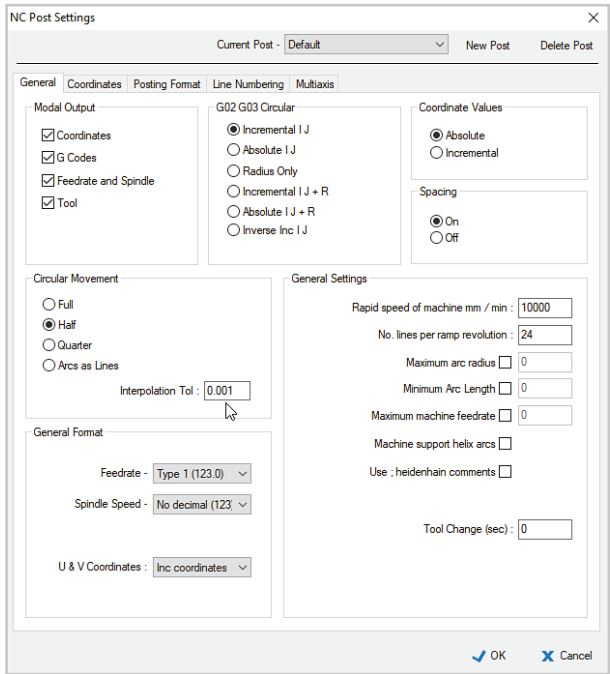 NC Post Settings
Current Post - Default New Post Delete Post
General Coordinates Posting Format Line Numbering Multiaxis
Modal Output
Coordinates
G Codes
Feedrate and Spindle
Tool
G02 G03 Circular
Incremental I J
Absolute I J
Radius Only
Incremental I J + R
Absolute I J + R
Inverse Inc I J
Coordinate Values
Absolute
Incremental
Spacing
On
Off
Circular Movement
Full
Half
Quarter
Arcs as Lines
Interpolation Tol : 0.001
General Settings
Rapid speed of machine mm / min : 10000
No. lines per ramp revolution : 24
Maximum arc radius 0
Minimum Arc Length 0
Maximum machine feedrate 0
Machine support helix arcs
Use ; heidenhain comments
Tool Change (sec) : 0
General Format
Feedrate - Type 1 (123.0)
Spindle Speed - No decimal (123
U & V Coordinates : Inc coordinates
OK Cancel